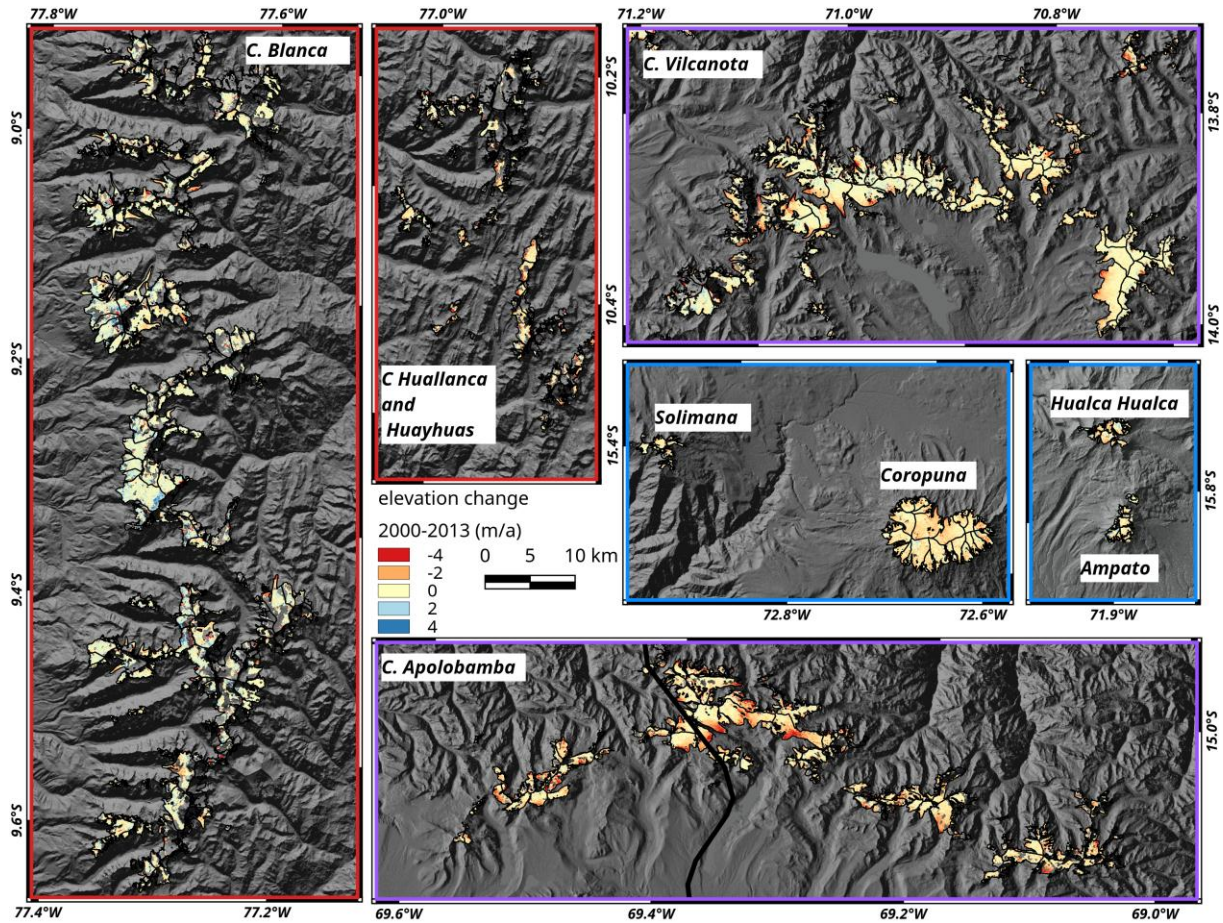 77.8°W
77.6°W
77.0°W
71.2°W
71.0°W
70.8°W
C. Blanca
C. Vilcanota
10.2°S
13.8°S
9.0°S
9.2°S
10.4°S
14.0°S
C Huallanca
and
Huayhuas
Solimana
Coropuna
Hualca Hualca
Ampato
15.4°S
15.8°S
elevation change
2000-2013 (m/a)
-4
-2
0
2
4
0 5 10 km
72.8°W
72.6°W
71.9°W
9.4°S
C. Apolobamba
15.0°S
9.6°S
77.4°W
77.2°W
69.6°W
69.4°W
69.2°W
69.0°W